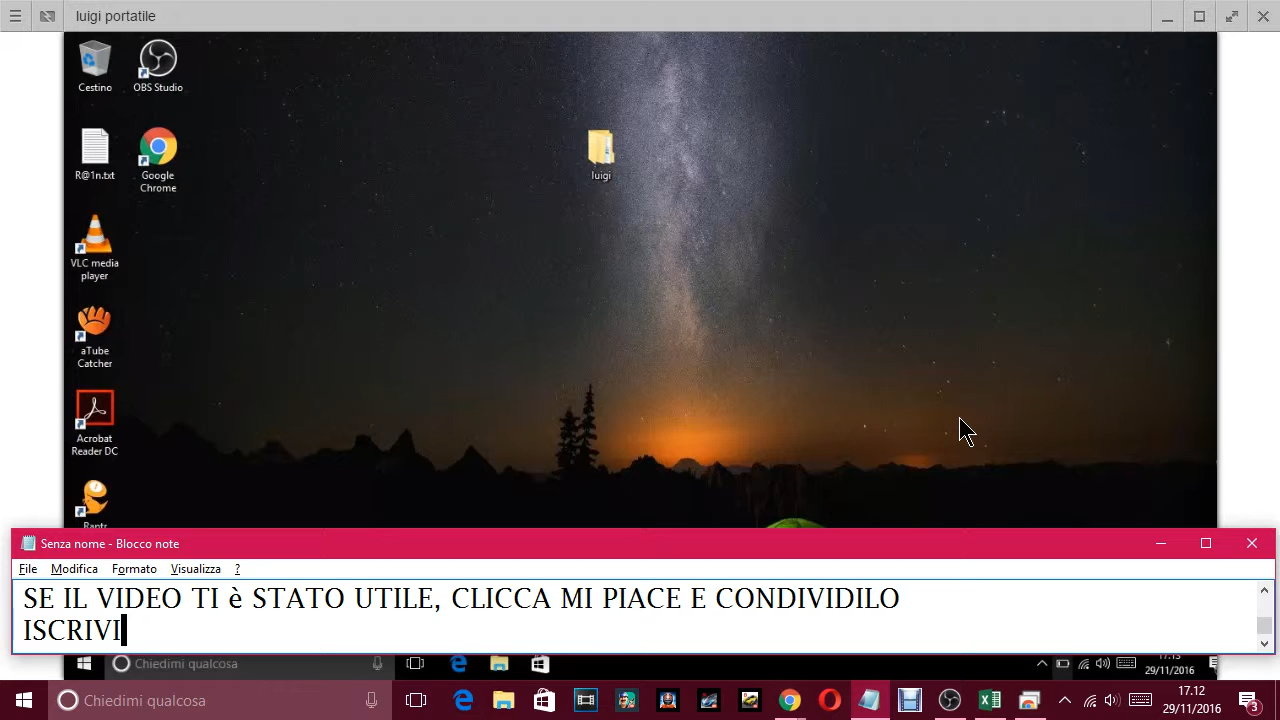 luigi portatile
Cestino
OBS Studio
luigi
R@1n.txt
Google
Chrome
VLC media
player
aTube
Catcher
Acrobat
Reader DC
Senza nome - Blocco note
File Modifica Formato Visualizza ?
SE IL VIDEO TI è STATO UTILE, CLICCA MI PIACE E CONDIVIDILO
ISCRIVI
Chiedimi qualcosa
29/11/2016
Chiedimi qualcosa
17.12
29/11/2016
3